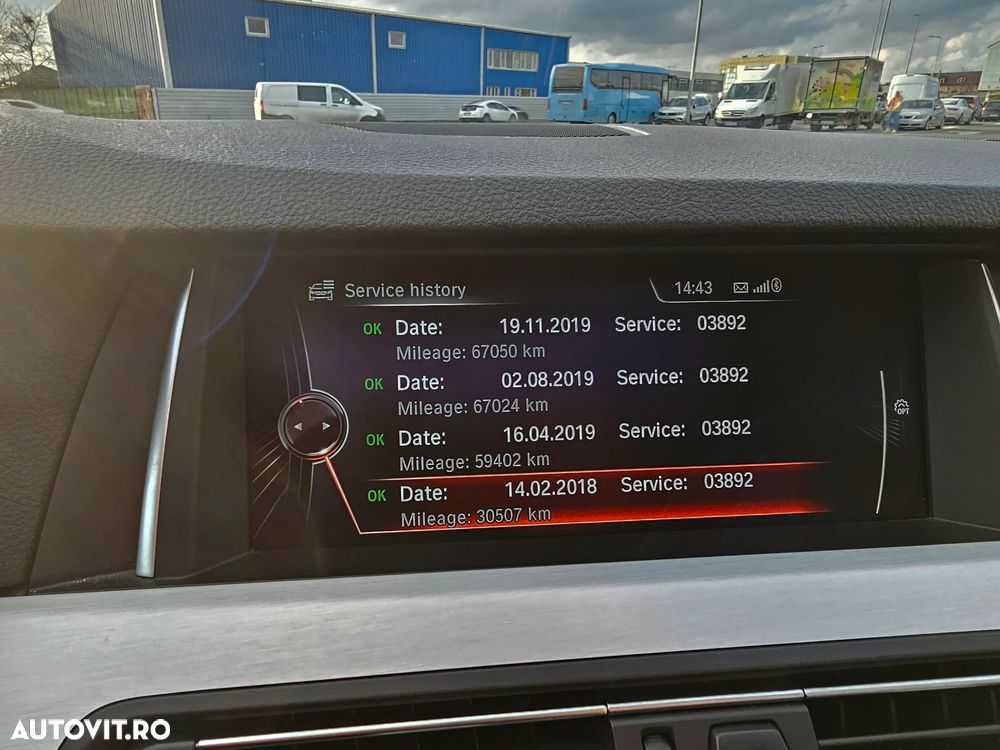 Service history
14:43
OK Date: 19.11.2019 Service: 03892
Mileage: 67050 km
OK Date: 02.08.2019 Service: 03892
Mileage: 67024 km
OPT
OK Date: 16.04.2019 Service: 03892
Mileage: 59402 km
OK Date: 14.02.2018 Service: 03892
Mileage: 30507 km
AUTOVIT.RO